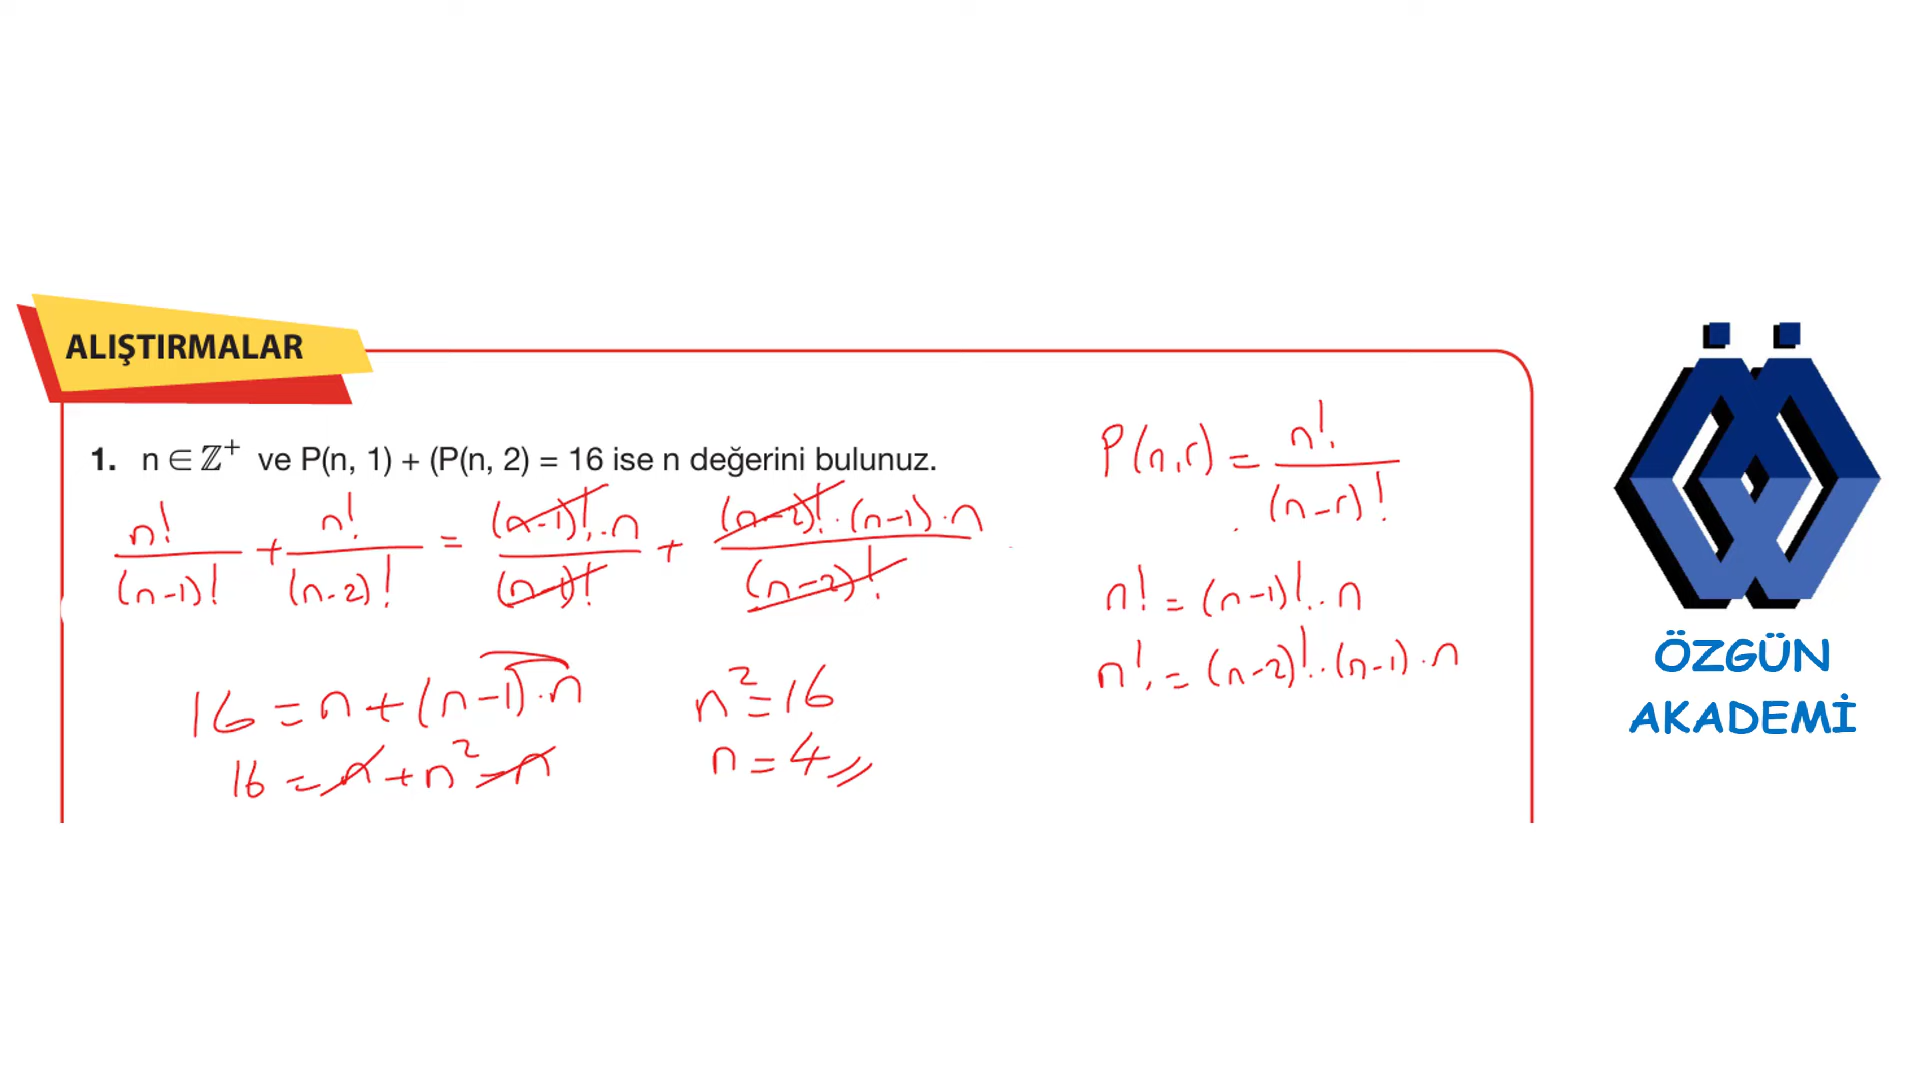 ALIŞTIRMALAR
1. n ∈ ℤ⁺ ve P(n, 1) + (P(n, 2) = 16 ise n değerini bulunuz.
n!/(n-1)! + n!/(n-2)! = (n-1)!.n/(n-1)! + (n-2)!.(n-1).n/(n-2)!
16 = n + (n-1).n
16 = n + n² - n
n² = 16
n = 4
P(n,r) = n!/(n-r)!
n! = (n-1)!.n
n! = (n-2)!.(n-1).n
ÖZGÜN
AKADEMİ